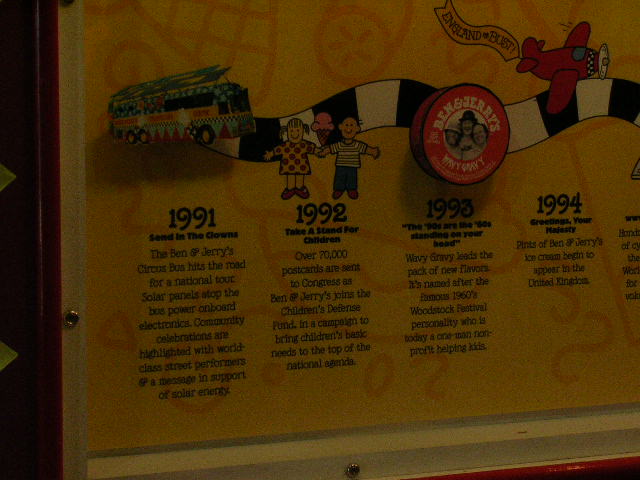 ENGLAND OR BUST!
BEN & JERRY'S
WAVY GRAVY
1991
Send In The Clowns
The Ben & Jerry's
Circus Bus hits the road
for a national tour.
Solar panels atop the
bus power onboard
electronics. Community
celebrations are
highlighted with world-
class street performers
& a message in support
of solar energy.
1992
Take A Stand For
Children
Over 70,000
postcards are sent
to Congress as
Ben & Jerry's joins the
Children's Defense
Fund, in a campaign to
bring children's basic
needs to the top of the
national agenda.
1993
"The '90s are the '60s
standing on your
head"
Wavy Gravy leads the
pack of new flavors.
It's named after the
famous 1960's
Woodstock Festival
personality who is
today a one-man non-
profit helping kids.
1994
Greetings, Your
Majesty
Pints of Ben & Jerry's
ice cream begin to
appear in the
United Kingdom.